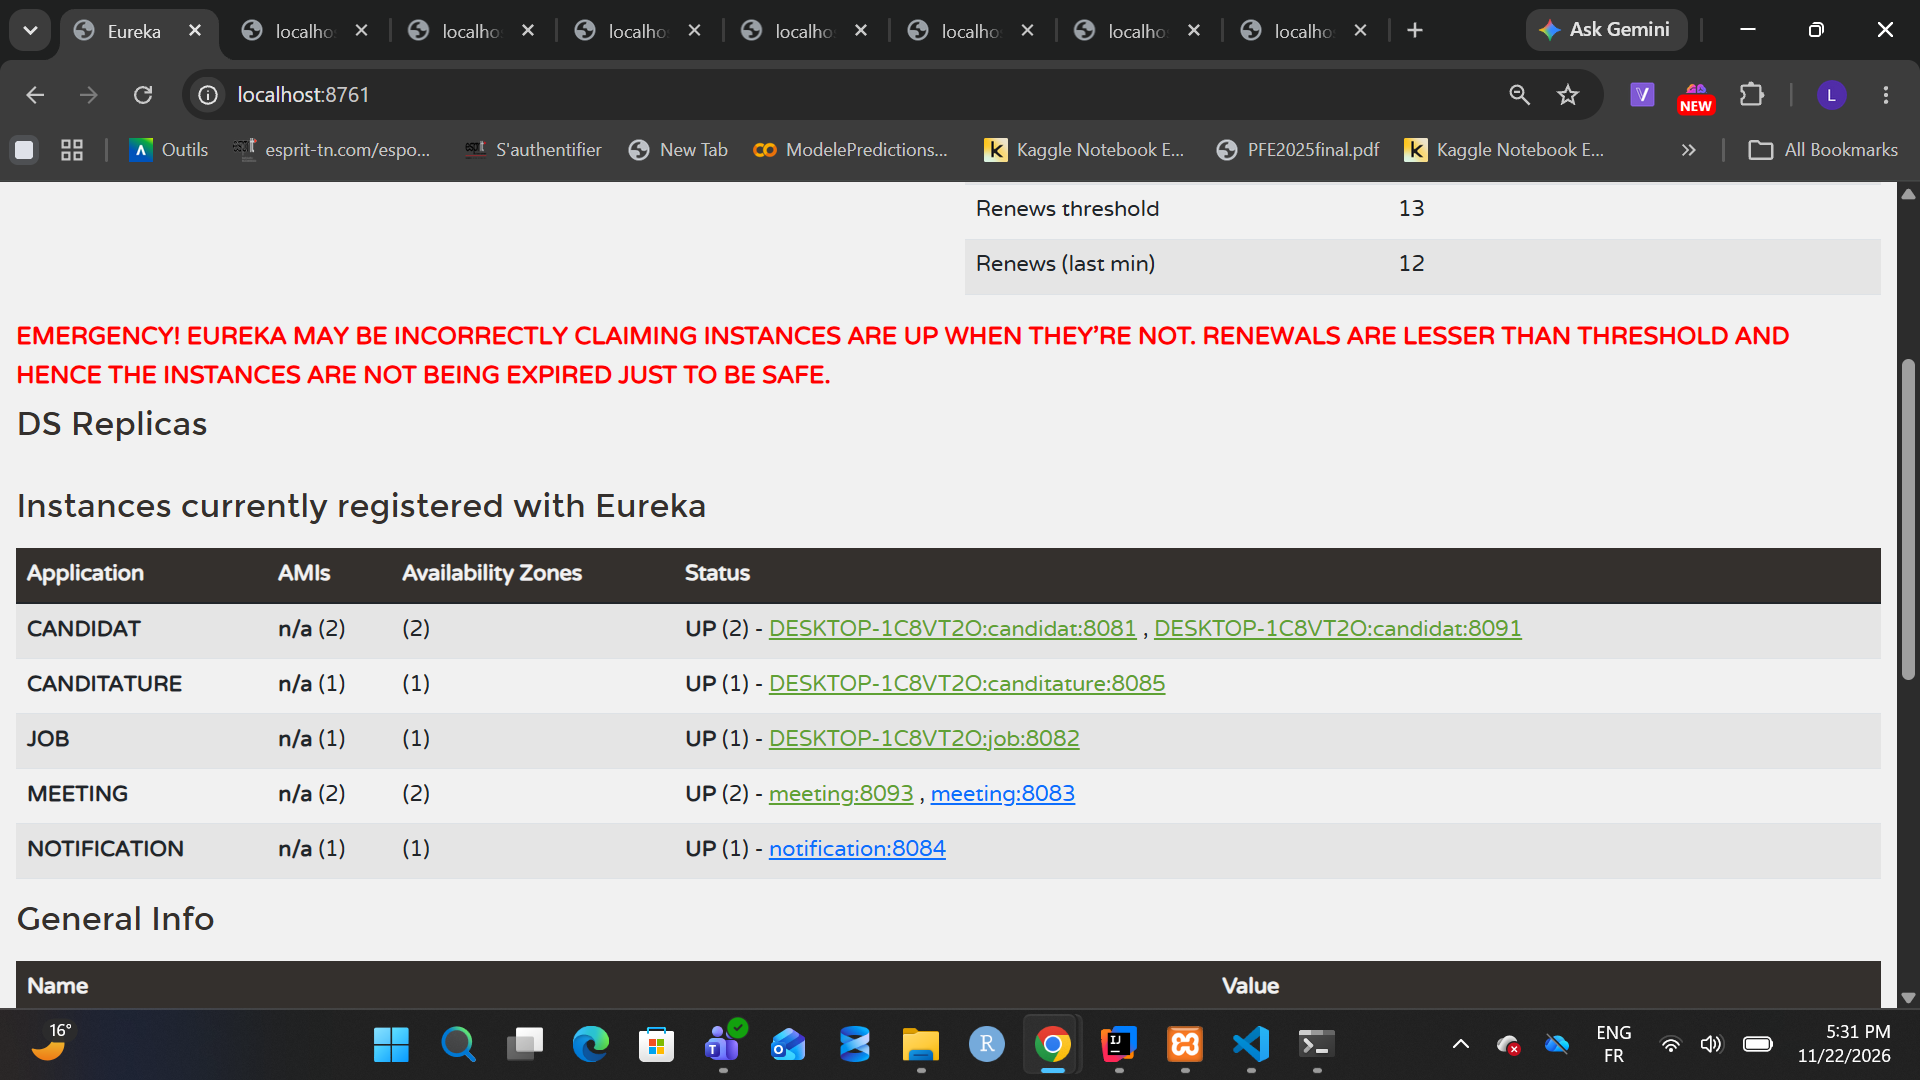 Eureka
localho
localho
localho
localho
localho
localho
localho
Ask Gemini
localhost:8761
NEW
L
Outils
esprit-tn.com/espo...
S'authentifier
New Tab
ModelePredictions...
Kaggle Notebook E...
PFE2025final.pdf
Kaggle Notebook E...
All Bookmarks
Renews threshold 13
Renews (last min) 12
EMERGENCY! EUREKA MAY BE INCORRECTLY CLAIMING INSTANCES ARE UP WHEN THEY'RE NOT. RENEWALS ARE LESSER THAN THRESHOLD AND
HENCE THE INSTANCES ARE NOT BEING EXPIRED JUST TO BE SAFE.
DS Replicas
Instances currently registered with Eureka
Application AMIs Availability Zones Status
CANDIDAT n/a (2) (2) UP (2) - DESKTOP-1C8VT2O:candidat:8081 , DESKTOP-1C8VT2O:candidat:8091
CANDITATURE n/a (1) (1) UP (1) - DESKTOP-1C8VT2O:canditature:8085
JOB n/a (1) (1) UP (1) - DESKTOP-1C8VT2O:job:8082
MEETING n/a (2) (2) UP (2) - meeting:8093 , meeting:8083
NOTIFICATION n/a (1) (1) UP (1) - notification:8084
General Info
Name Value
16°
ENG
FR
5:31 PM
11/22/2026